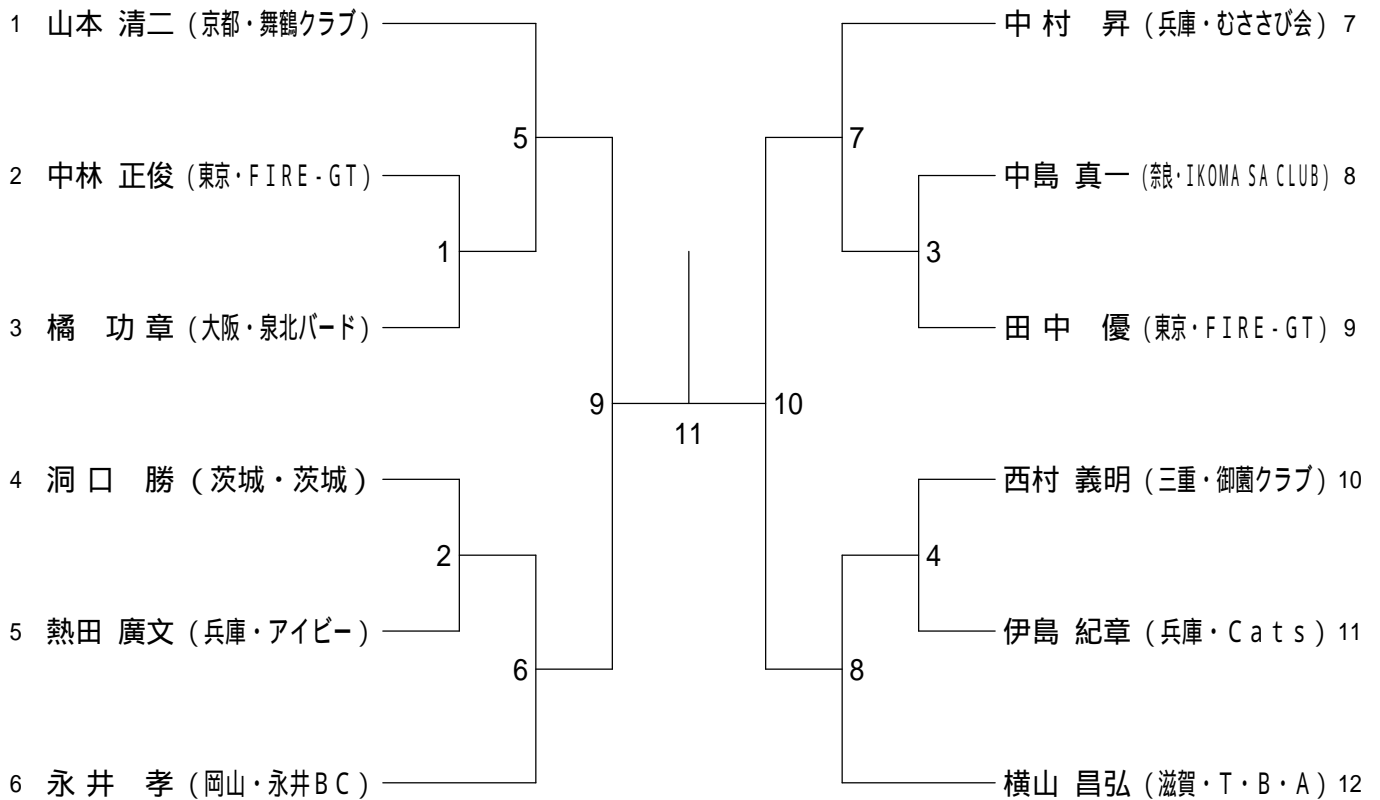 1 山本 清二 (京都・舞鶴クラブ)
2 中林 正俊 (東京・FIRE-GT)
3 橘 功章 (大阪・泉北バード)
4 洞口 勝 (茨城・茨城)
5 熱田 廣文 (兵庫・アイビー)
6 永井 孝 (岡山・永井BC)
5
1
9
2
6
11
7
3
10
4
8
中村 昇 (兵庫・むささび会) 7
中島 真一 (奈良・IKOMA SA CLUB) 8
田中 優 (東京・FIRE-GT) 9
西村 義明 (三重・御薗クラブ) 10
伊島 紀章 (兵庫・Cats) 11
横山 昌弘 (滋賀・T・B・A) 12